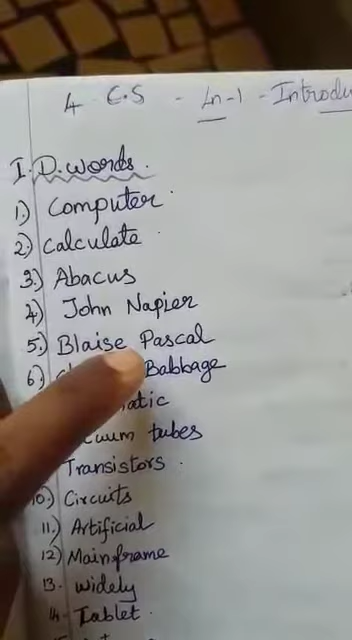 4 C.S - Ln-1 - Introdu
I. D. words.
1) Computer
2) Calculate
3.) Abacus
4) John Napier
5.) Blaise Pascal
6) Babbage
tubes
Transistors.
10.) Circuits
11.) Artificial
12) Mainframe
13. Widely
14. Tablet.